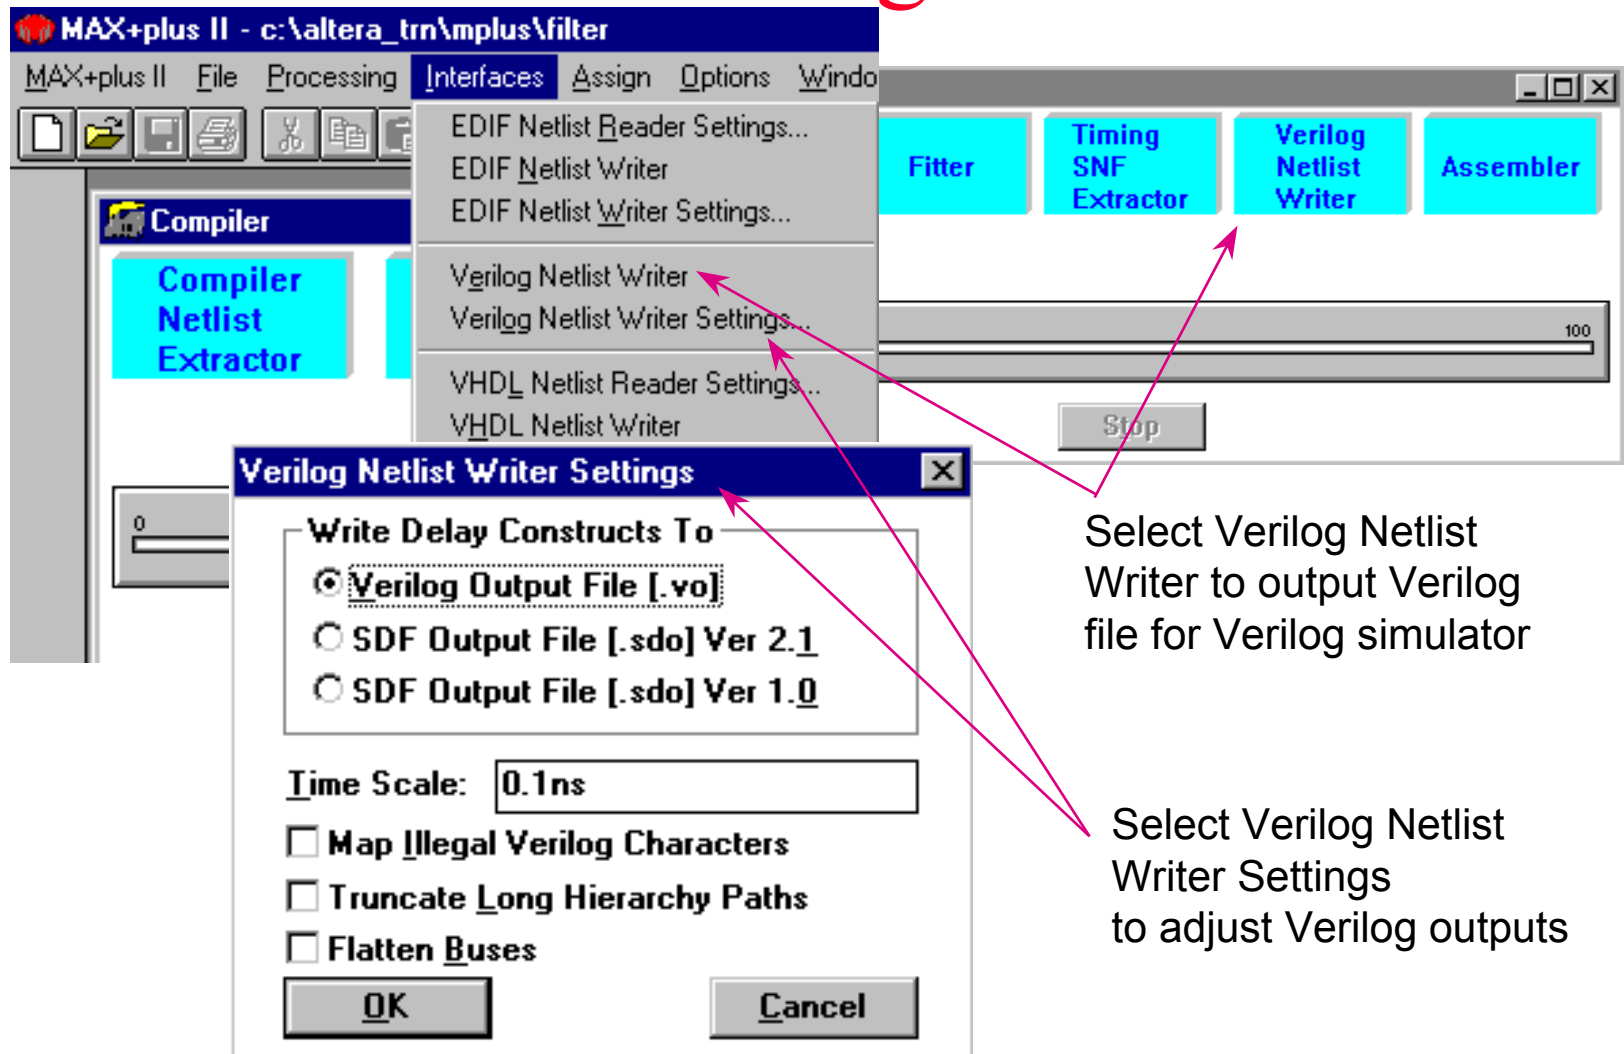 MAX+plus II - c:\altera_trn\mplus\filter
MAX+plus II File Processing Interfaces Assign Options Windo
EDIF Netlist Reader Settings...
EDIF Netlist Writer
EDIF Netlist Writer Settings...
Verilog Netlist Writer
Verilog Netlist Writer Settings...
VHDL Netlist Reader Settings...
VHDL Netlist Writer
Compiler
Compiler
Netlist
Extractor
Fitter
Timing
SNF
Extractor
Verilog
Netlist
Writer
Assembler
100
Stop
0
Verilog Netlist Writer Settings
Write Delay Constructs To
Verilog Output File [.vo]
SDF Output File [.sdo] Ver 2.1
SDF Output File [.sdo] Ver 1.0
Time Scale: 0.1ns
Map Illegal Verilog Characters
Truncate Long Hierarchy Paths
Flatten Buses
OK Cancel
Select Verilog Netlist
Writer to output Verilog
file for Verilog simulator
Select Verilog Netlist
Writer Settings
to adjust Verilog outputs